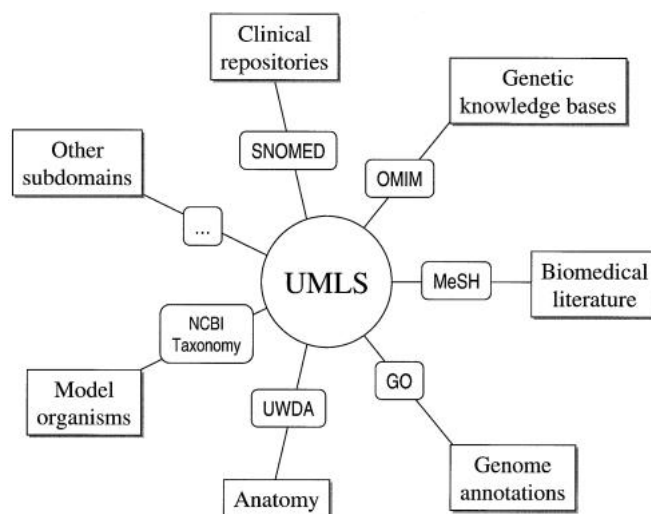 Clinical
repositories
Genetic
knowledge bases
SNOMED
OMIM
Other
subdomains
...
UMLS
MeSH
Biomedical
literature
NCBI
Taxonomy
GO
Model
organisms
UWDA
Genome
annotations
Anatomy